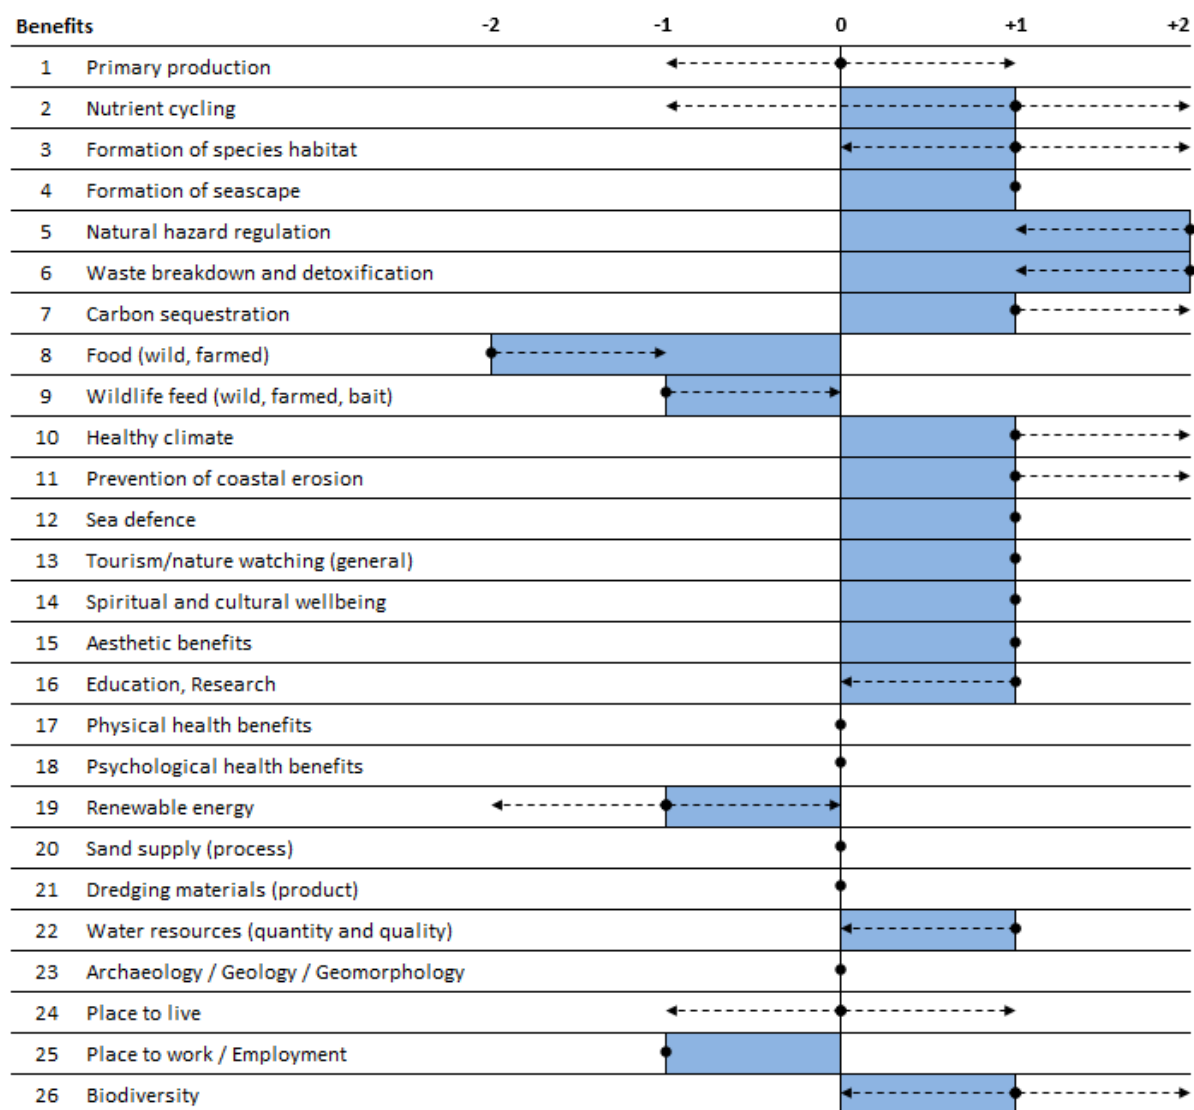 Benefits -2 -1 0 +1 +2
1 Primary production
2 Nutrient cycling
3 Formation of species habitat
4 Formation of seascape
5 Natural hazard regulation
6 Waste breakdown and detoxification
7 Carbon sequestration
8 Food (wild, farmed)
9 Wildlife feed (wild, farmed, bait)
10 Healthy climate
11 Prevention of coastal erosion
12 Sea defence
13 Tourism/nature watching (general)
14 Spiritual and cultural wellbeing
15 Aesthetic benefits
16 Education, Research
17 Physical health benefits
18 Psychological health benefits
19 Renewable energy
20 Sand supply (process)
21 Dredging materials (product)
22 Water resources (quantity and quality)
23 Archaeology / Geology / Geomorphology
24 Place to live
25 Place to work / Employment
26 Biodiversity